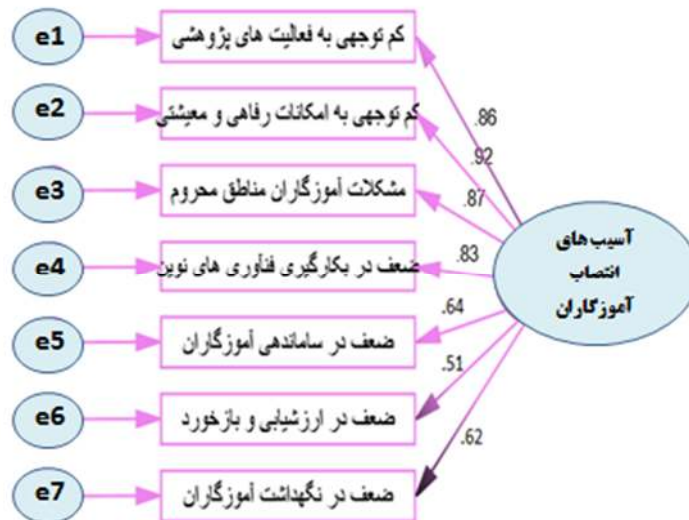 e1
کم توجهی به فعالیت های پژوهشی
e2
کم توجهی به امکانات رفاهی و معیشتی
e3
مشکلات آموزگاران مناطق محروم
e4
ضعف در بکارگیری فنآوری های نوین
e5
ضعف در ساماندهی آموزگاران
e6
ضعف در ارزشیابی و بازخورد
e7
ضعف در نگهداشت آموزگاران
.86
.92
.87
.83
.64
.51
.62
آسیب‌های
انتصاب
آموزگاران